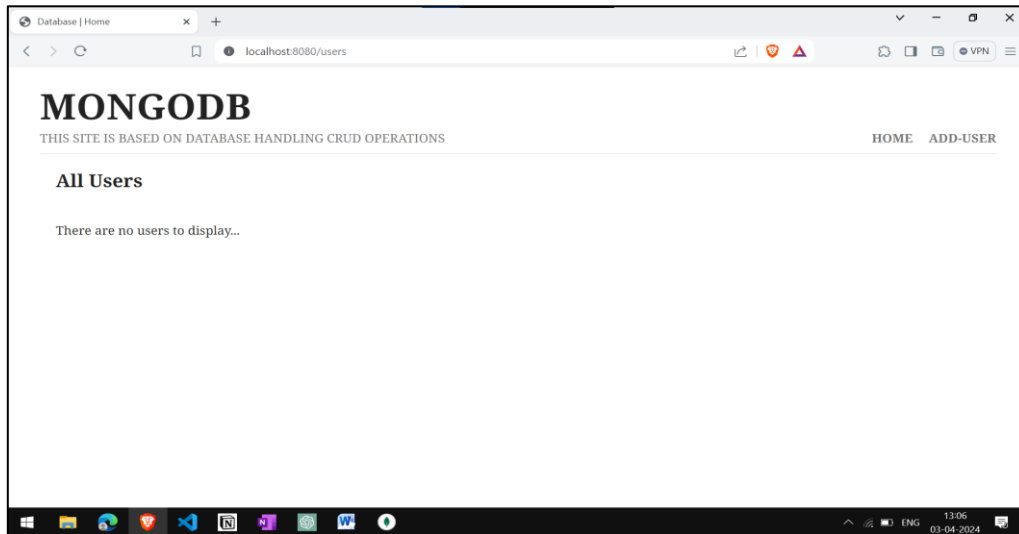 Database | Home
localhost:8080/users
VPN
MONGODB
THIS SITE IS BASED ON DATABASE HANDLING CRUD OPERATIONS
HOME ADD-USER
All Users
There are no users to display...
ENG
13:06
03-04-2024